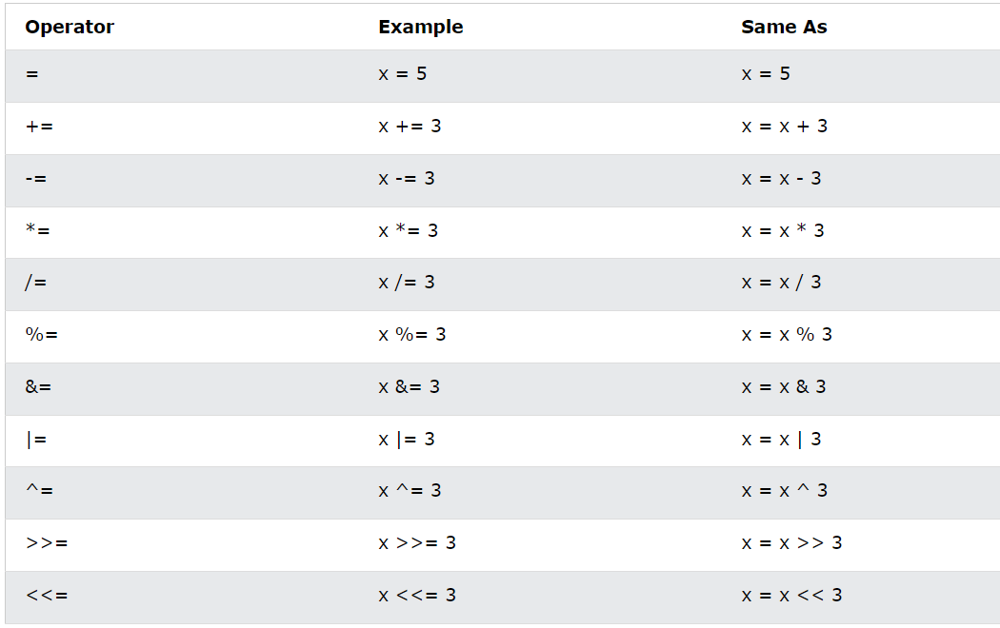 Operator Example Same As
= x = 5 x = 5
+= x += 3 x = x + 3
-= x -= 3 x = x - 3
*= x *= 3 x = x * 3
/= x /= 3 x = x / 3
%= x %= 3 x = x % 3
&= x &= 3 x = x & 3
|= x |= 3 x = x | 3
^= x ^= 3 x = x ^ 3
>>= x >>= 3 x = x >> 3
<<= x <<= 3 x = x << 3